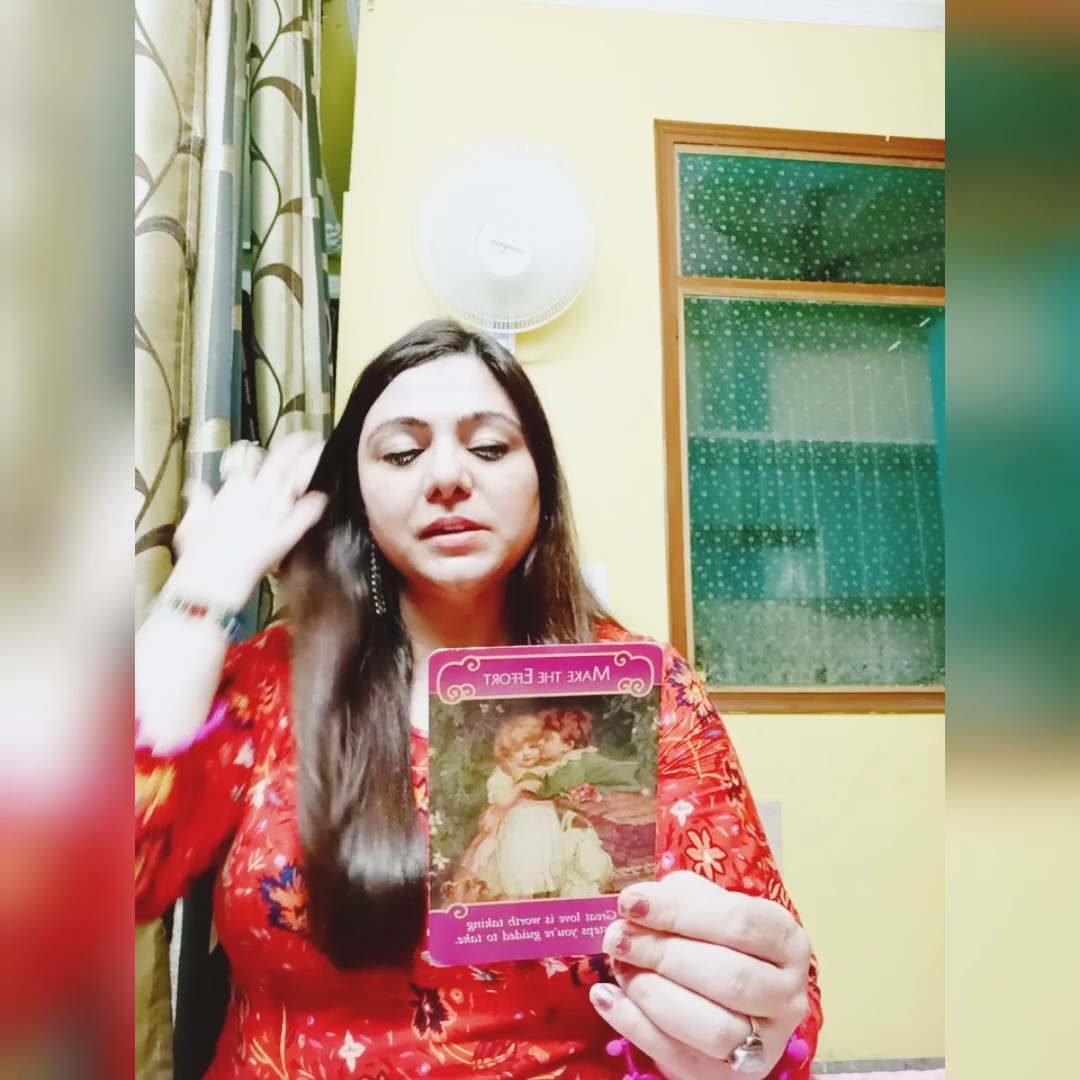 MAKE THE EFFORT
Great love is worth taking
steps you're guided to take.